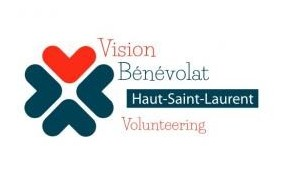 Vision
Bénévolat
Haut-Saint-Laurent
Volunteering